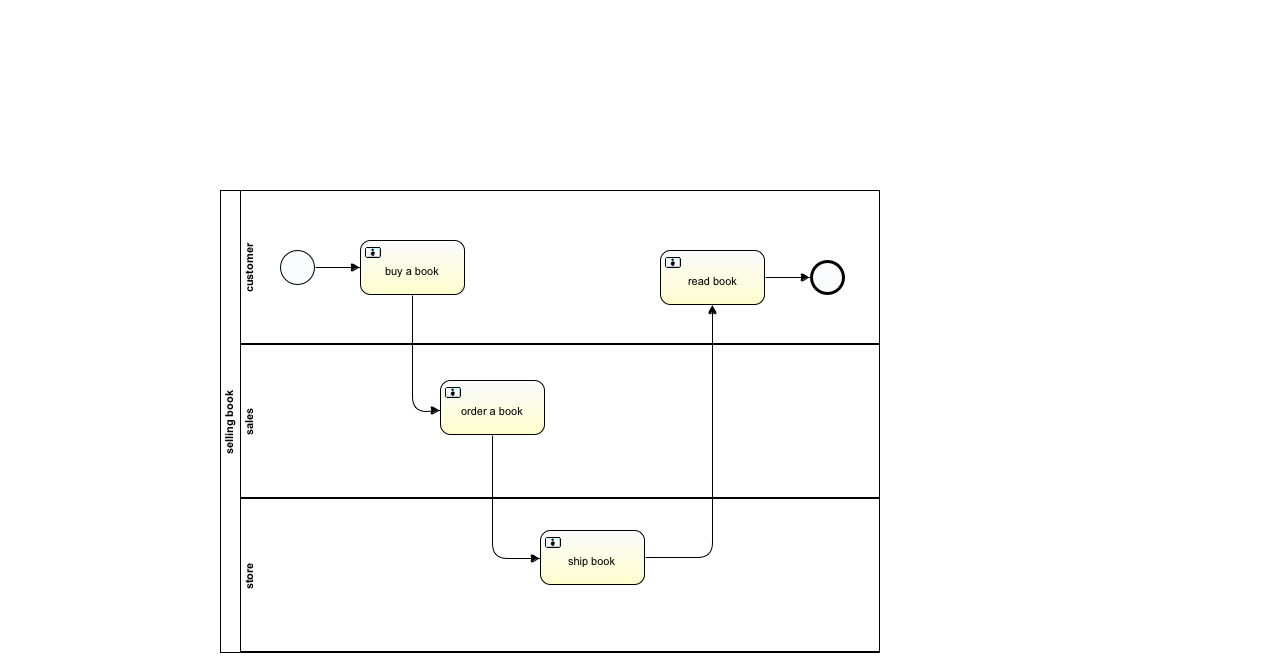 selling book
customer
buy a book
read book
sales
order a book
store
ship book